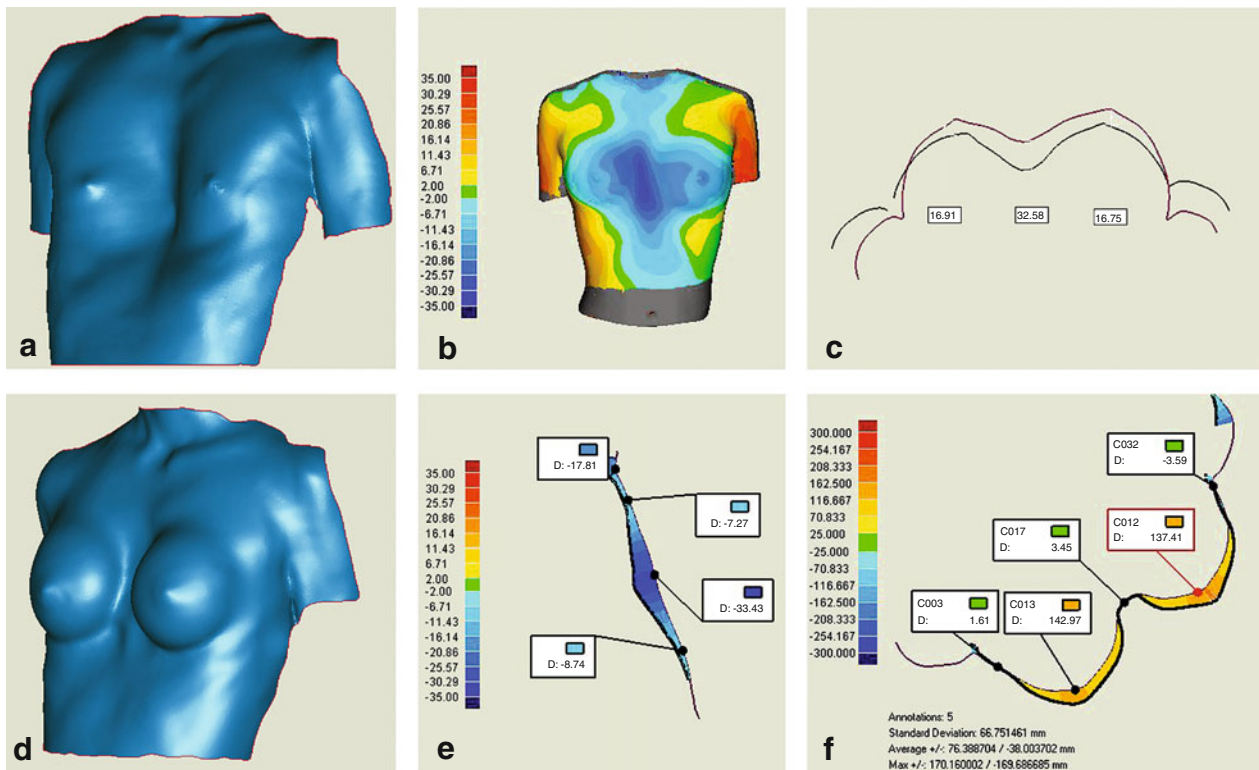 a
35.00
30.29
25.57
20.86
16.14
11.43
6.71
2.00
-2.00
-6.71
-11.43
-16.14
-20.86
-25.57
-30.29
-35.00
b
16.91
32.58
16.75
c
d
35.00
30.29
25.57
20.86
16.14
11.43
6.71
2.00
-2.00
-6.71
-11.43
-16.14
-20.86
-25.57
-30.29
-35.00
D: -17.81
D: -7.27
D: -33.43
D: -8.74
e
300.000
254.167
208.333
162.500
116.667
70.833
25.000
-25.000
-70.833
-116.667
-162.500
-208.333
-254.167
-300.000
C032
D: -3.59
C012
D: 137.41
C017
D: 3.45
C003
D: 1.61
C013
D: 142.97
Annotations: 5
Standard Deviation: 66.751461 mm
Average +/-: 76.388704 / -38.003702 mm
Max +/-: 170.160002 / -169.686685 mm
f